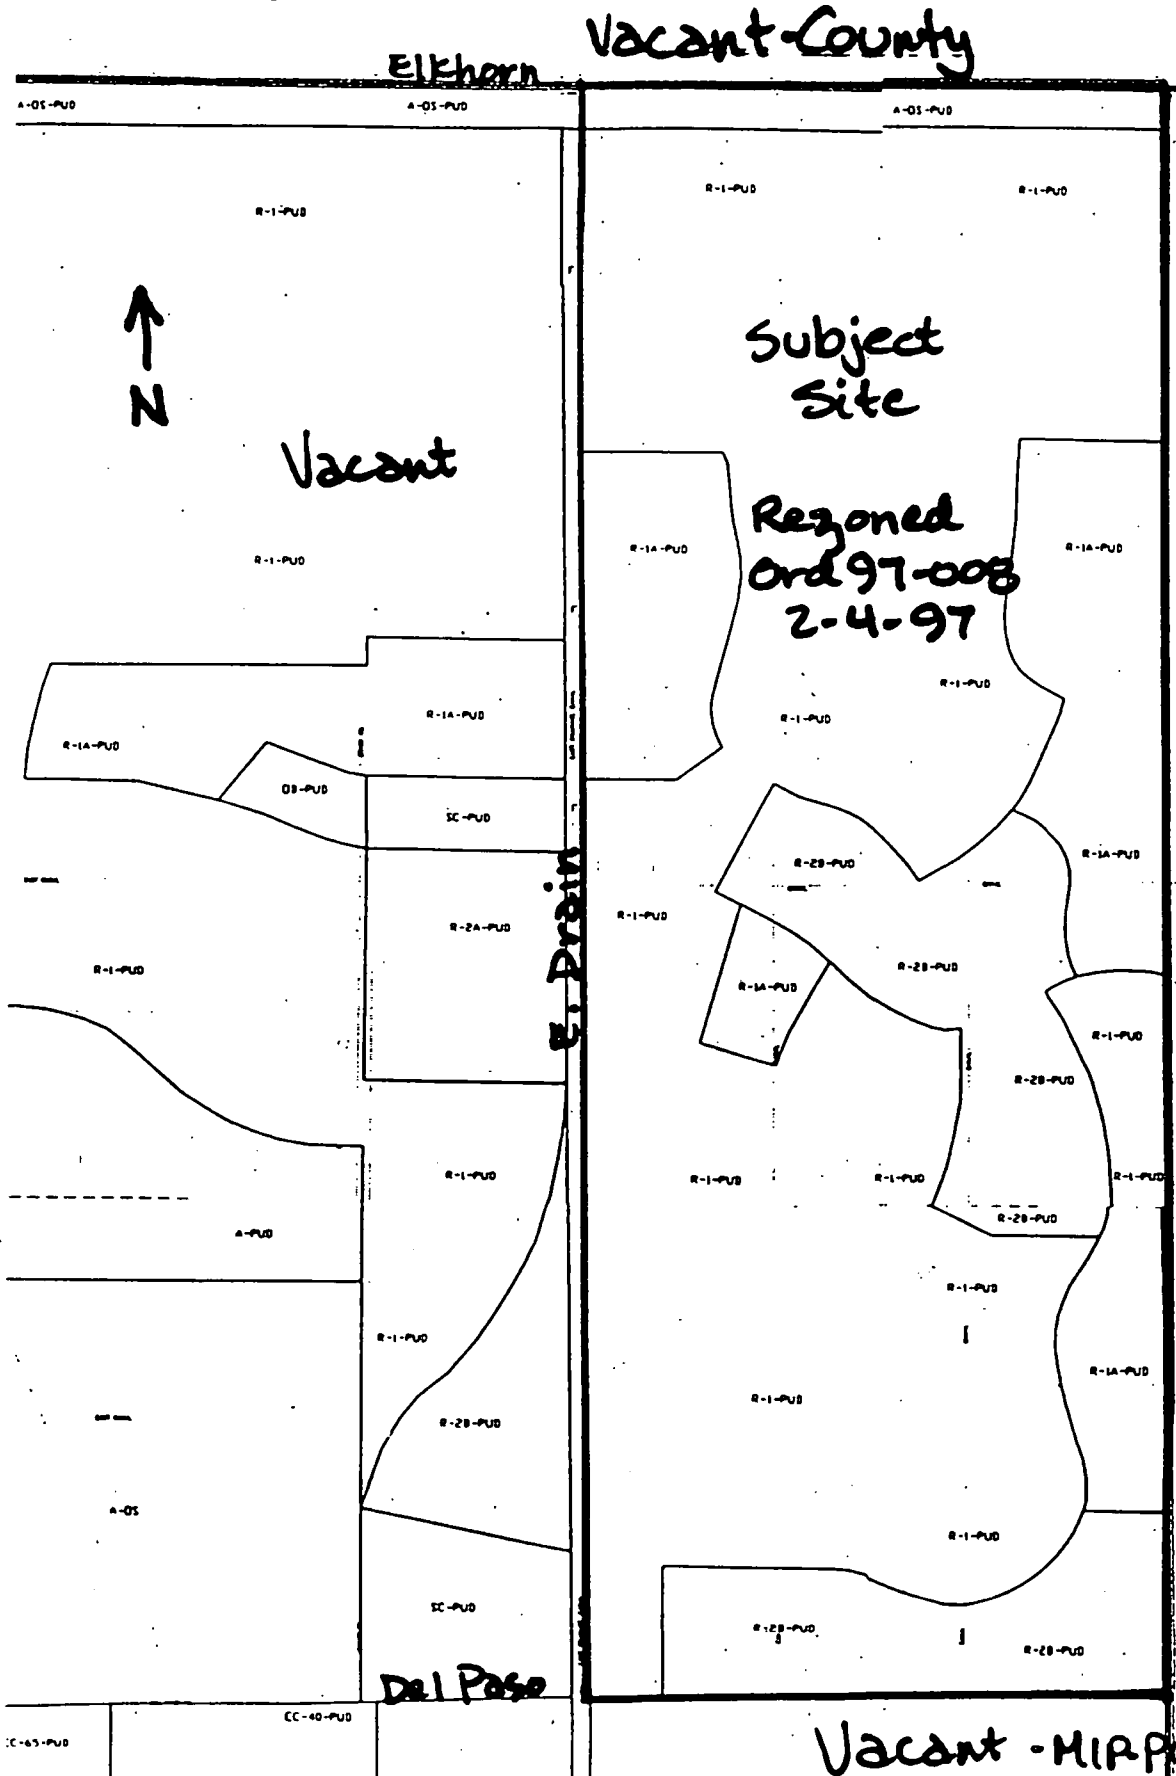 Vacant-County
Elkhorn
A-OS-PUD
A-OS-PUD
A-OS-PUD
R-1-PUD
R-1-PUD
R-1-PUD
N
Subject
Site
Vacant
Rezoned
Ord 97-008
2-4-97
R-1A-PUD
R-1A-PUD
R-1-PUD
R-1-PUD
R-1-PUD
R-1A-PUD
R-1A-PUD
OB-PUD
SC-PUD
R-1A-PUD
R-2B-PUD
E. Drain
R-1-PUD
R-2A-PUD
R-2B-PUD
R-1-PUD
R-1A-PUD
R-1-PUD
R-2B-PUD
R-1-PUD
R-1-PUD
R-1-PUD
R-1-PUD
R-2B-PUD
A-PUD
R-1-PUD
R-1-PUD
R-1A-PUD
R-1-PUD
R-2B-PUD
A-OS
R-1-PUD
SC-PUD
R-2B-PUD
R-2B-PUD
Del Paso
CC-40-PUD
CC-65-PUD
Vacant - MIP-P